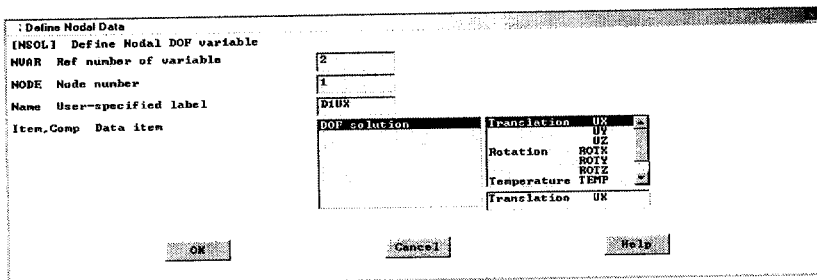 : Define Nodal Data
[NSOL] Define Nodal DOF variable
NVAR Ref number of variable 2
NODE Node number 1
Name User-specified label D1UX
Item,Comp Data item DOF solution Translation UX
UY
UZ
Rotation ROTX
ROTY
ROTZ
Temperature TEMP
Translation UX
OK Cancel Help